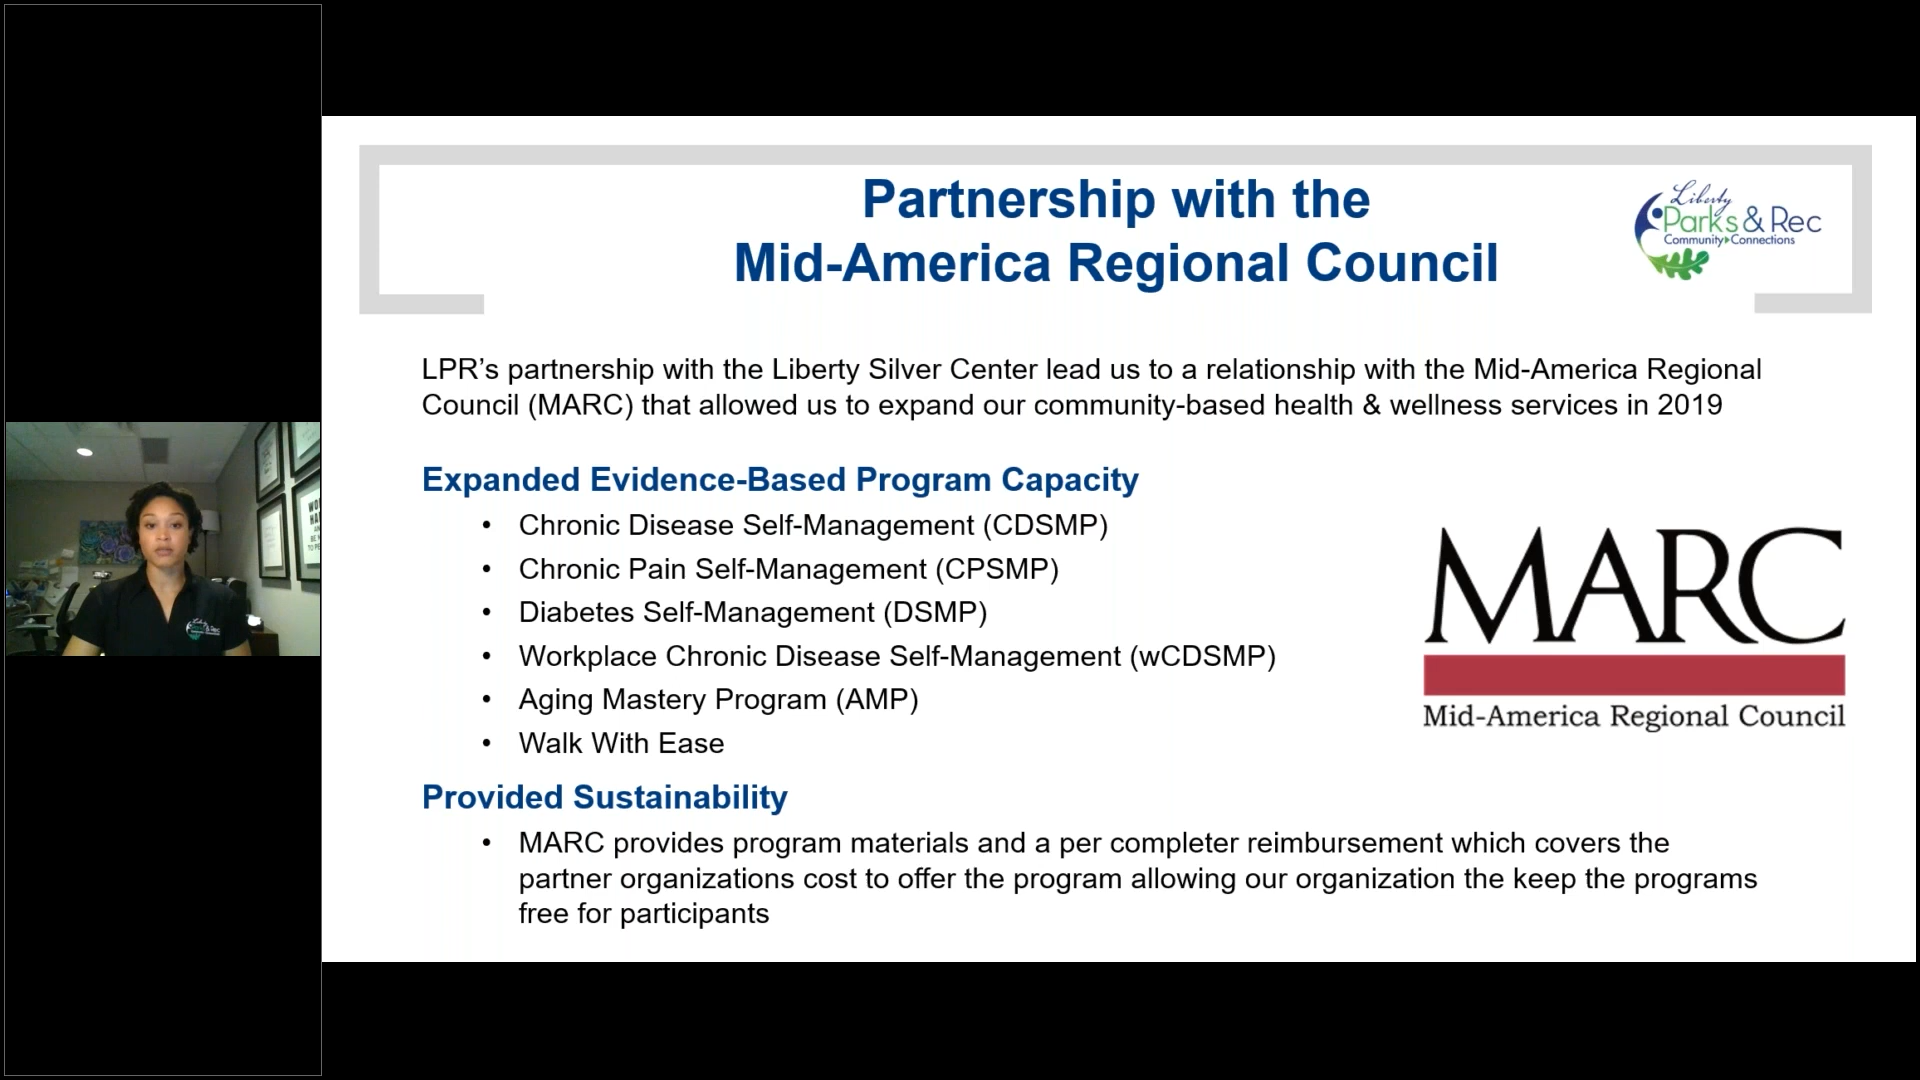 Partnership with the
Mid-America Regional Council
Liberty
Parks & Rec
Community Connections
LPR’s partnership with the Liberty Silver Center lead us to a relationship with the Mid-America Regional
Council (MARC) that allowed us to expand our community-based health & wellness services in 2019
Expanded Evidence-Based Program Capacity
• Chronic Disease Self-Management (CDSMP)
• Chronic Pain Self-Management (CPSMP)
• Diabetes Self-Management (DSMP)
• Workplace Chronic Disease Self-Management (wCDSMP)
• Aging Mastery Program (AMP)
• Walk With Ease
MARC
Mid-America Regional Council
Provided Sustainability
• MARC provides program materials and a per completer reimbursement which covers the
partner organizations cost to offer the program allowing our organization the keep the programs
free for participants